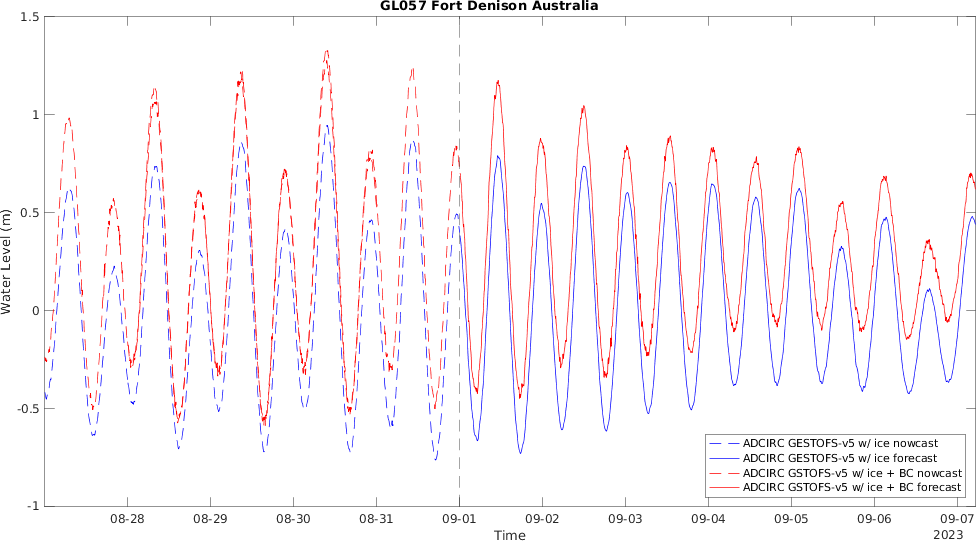 GL057 Fort Denison Australia
1.5
1
0.5
0
-0.5
-1
Water Level (m)
ADCIRC GESTOFS-v5 w/ ice nowcast
ADCIRC GESTOFS-v5 w/ ice forecast
ADCIRC GSTOFS-v5 w/ ice + BC nowcast
ADCIRC GSTOFS-v5 w/ ice + BC forecast
08-28 08-29 08-30 08-31 09-01 09-02 09-03 09-04 09-05 09-06 09-07
Time
2023